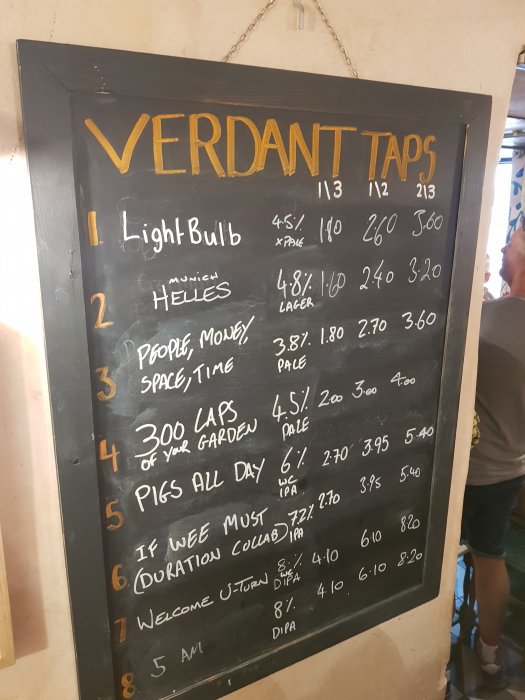 VERDANT TAPS
1\3 1\2 2\3
1 LightBulb 4.5% XPALE 1.80 2.60 3.60
2 MUNICH HELLES 4.8% LAGER 1.60 2.40 3.20
3 PEOPLE, MONEY, SPACE, TIME 3.8% PALE 1.80 2.70 3.60
4 300 LAPS OF YOUR GARDEN 4.5% PALE 2.00 3.00 4.00
5 PIGS ALL DAY 6% WC IPA 2.70 3.95 5.40
6 IF WEE MUST (DURATION COLLAB) 7.2% IPA 2.70 3.95 5.40
7 WELCOME U-TURN 8% WC DIPA 4.10 6.10 8.20
8 5 AM 8% DIPA 4.10 6.10 8.20